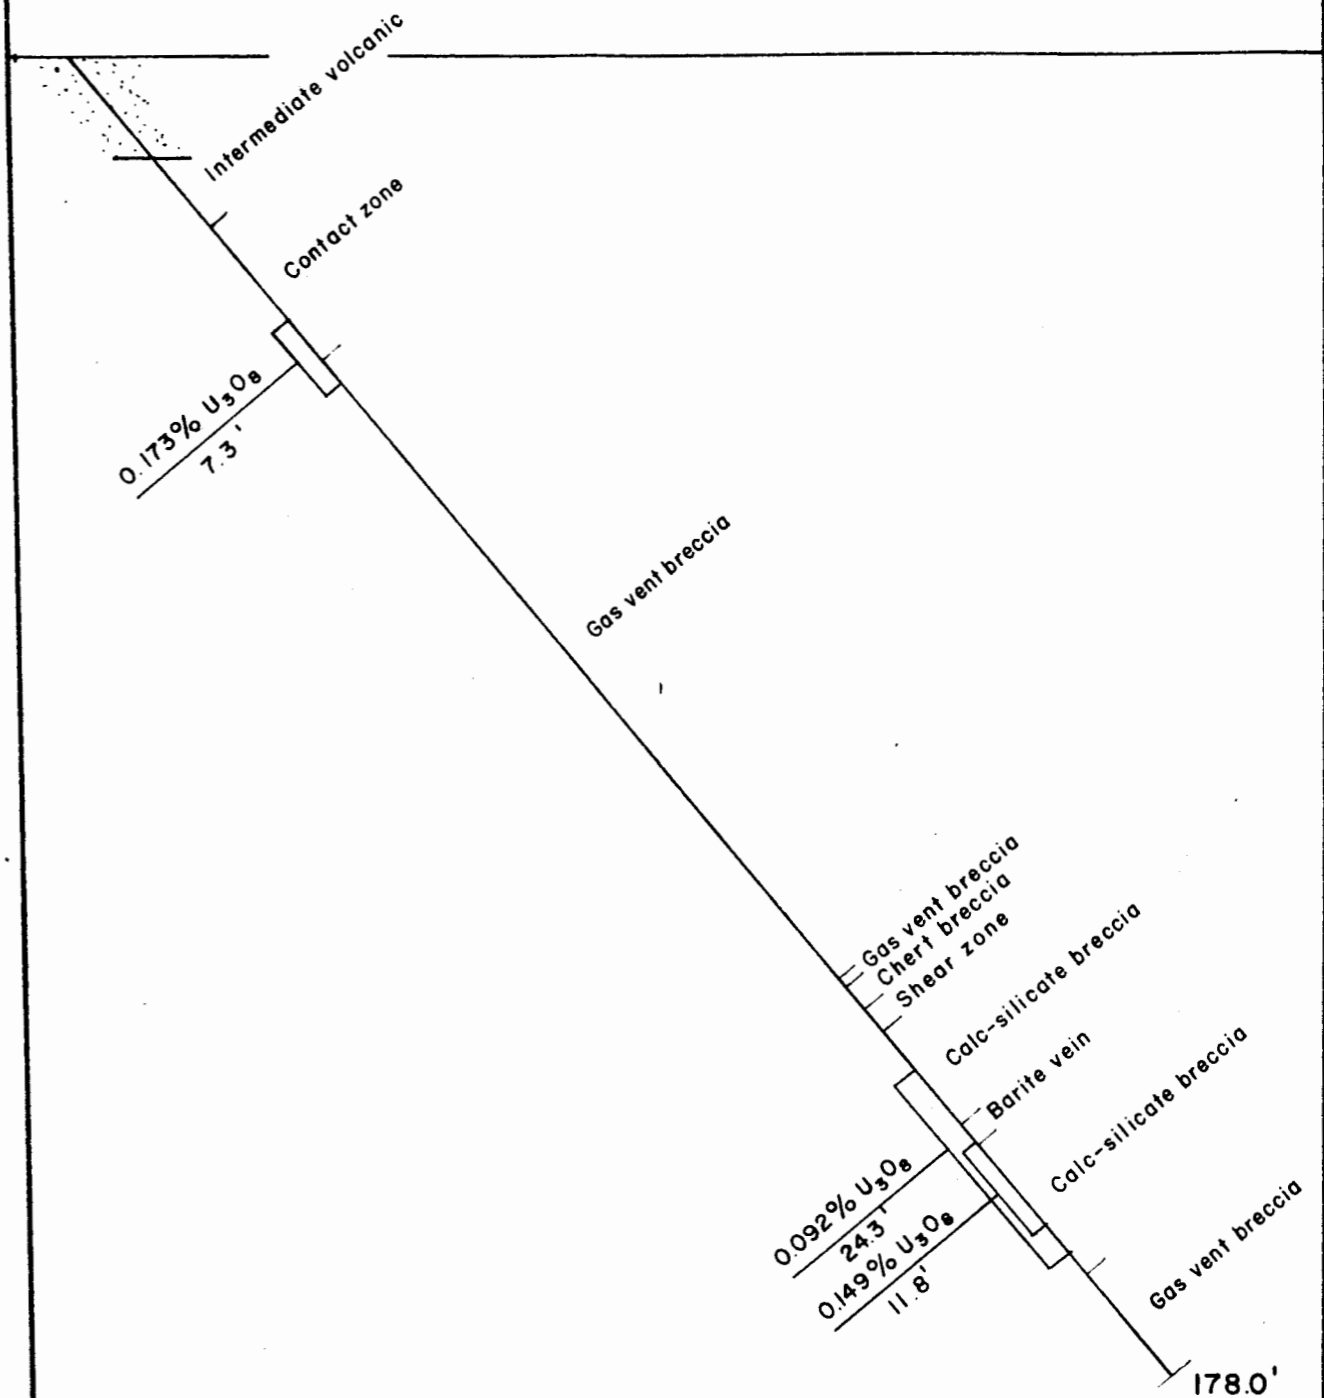 Intermediate volcanic
Contact zone
0.173% U₃O₈
7.3'
Gas vent breccia
Gas vent breccia
Chert breccia
Shear zone
Calc-silicate breccia
Barite vein
Calc-silicate breccia
0.092% U₃O₈
24.3'
0.149% U₃O₈
11.8'
Gas vent breccia
178.0'